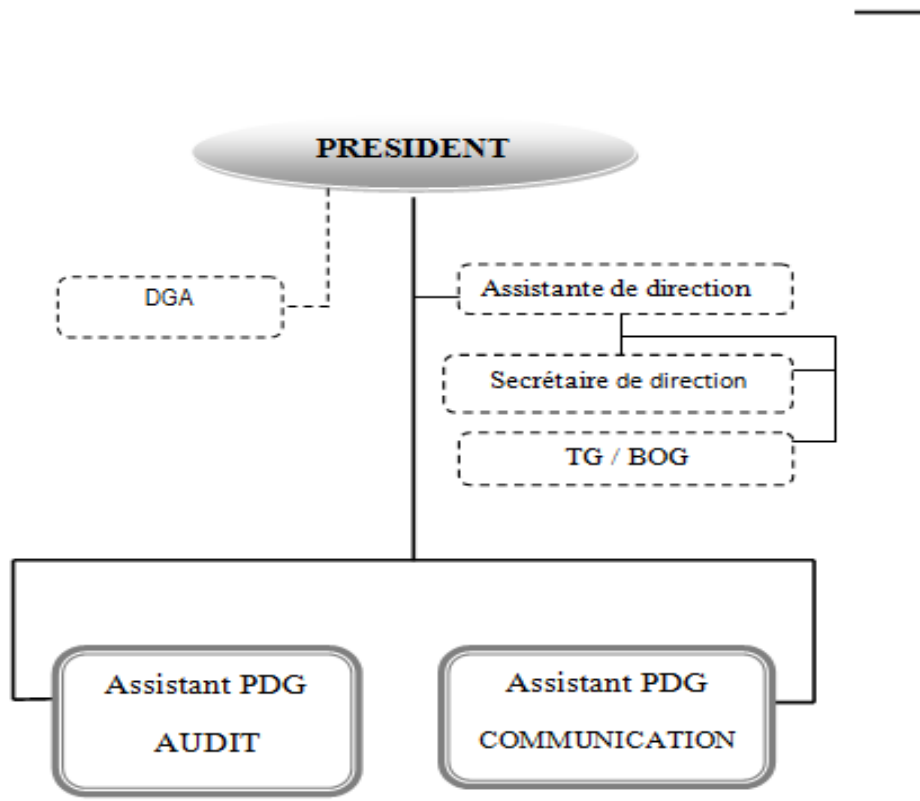 PRESIDENT
DGA
Assistante de direction
Secrétaire de direction
TG / BOG
Assistant PDG
AUDIT
Assistant PDG
COMMUNICATION